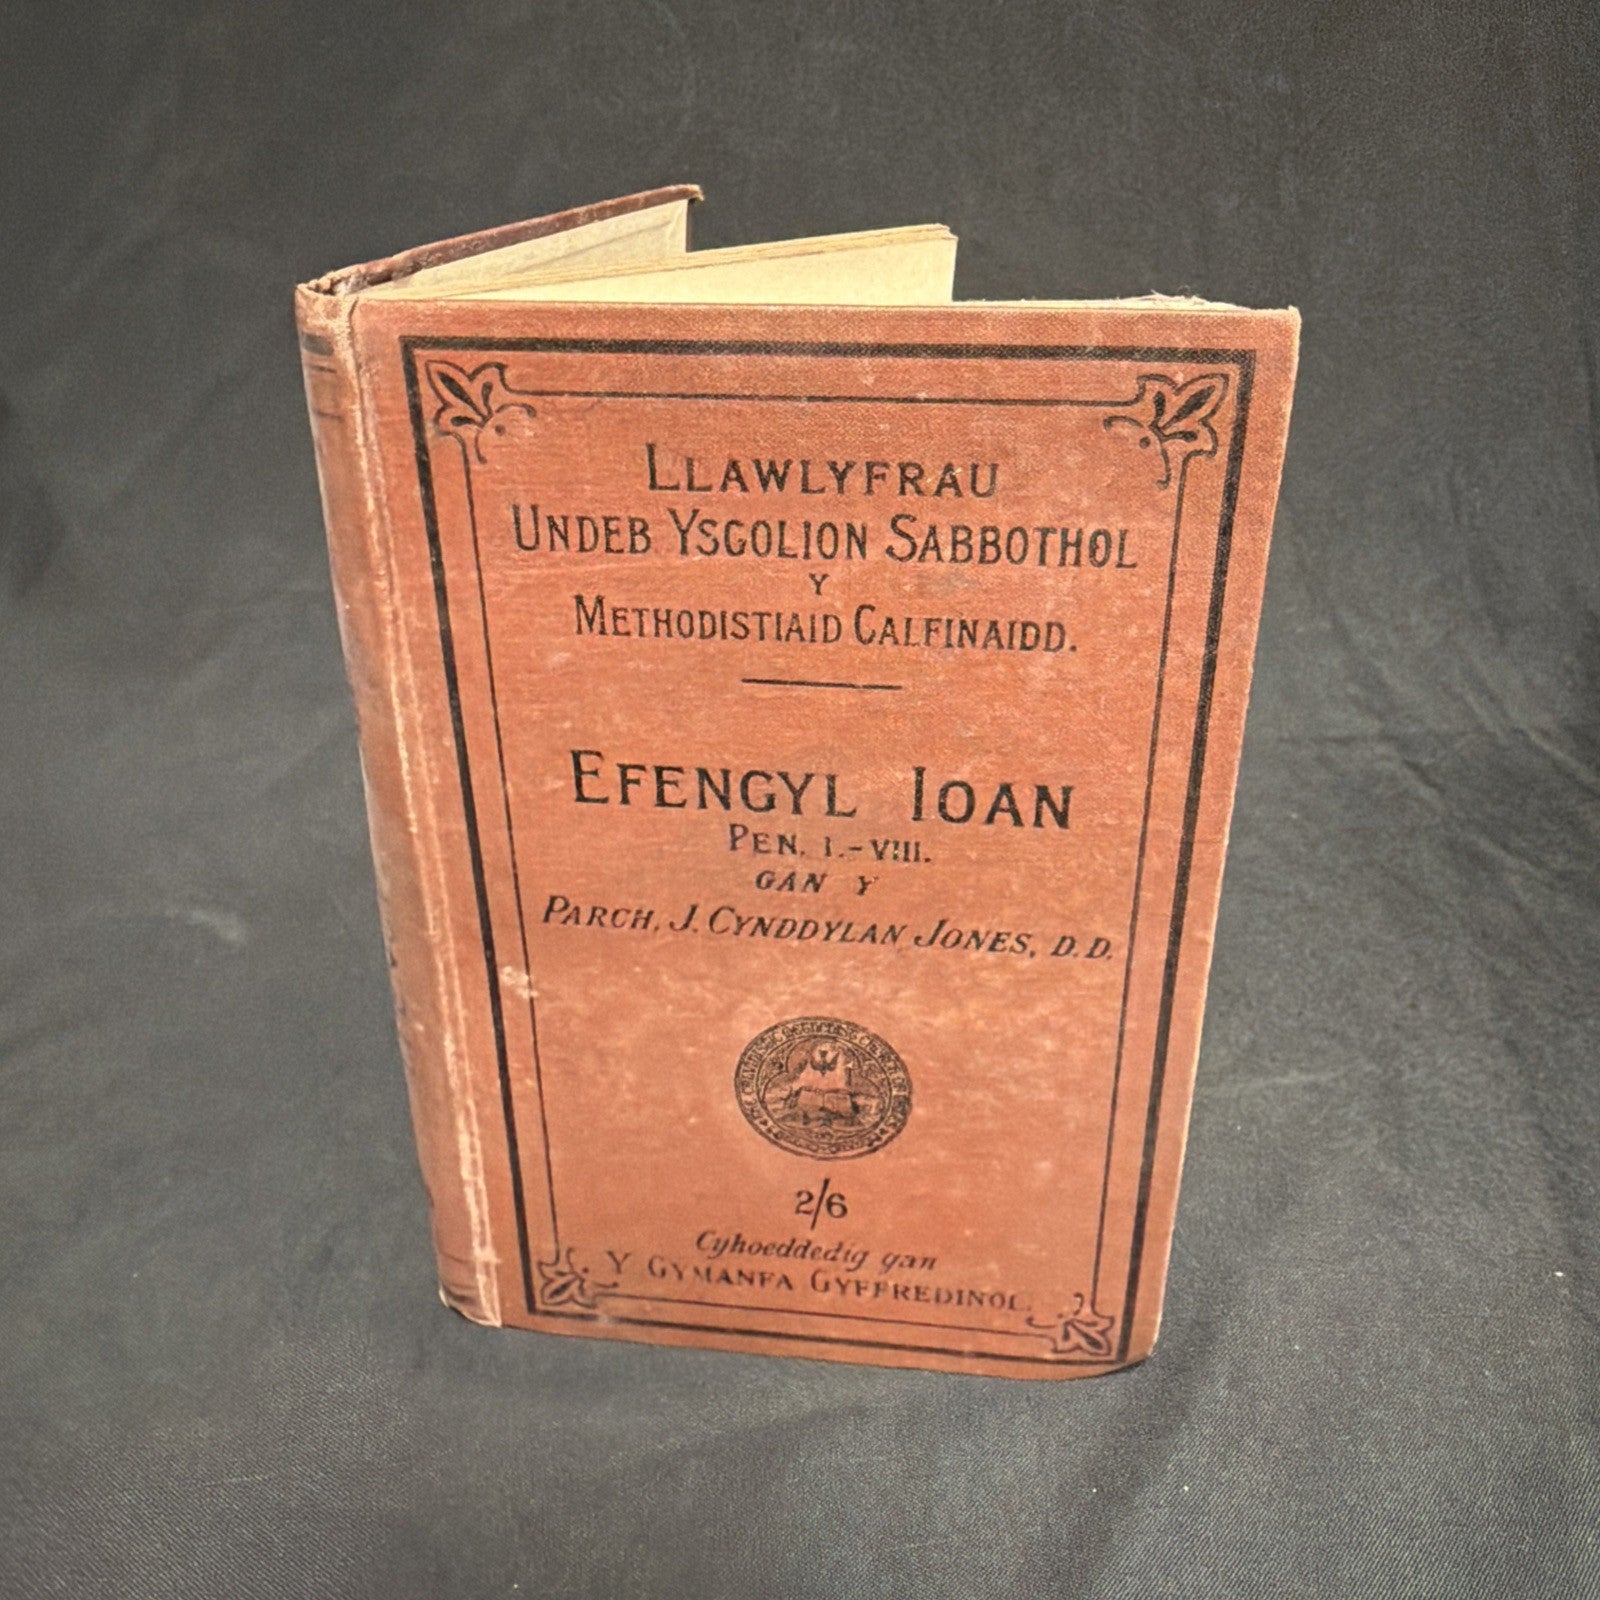 LLAWLYFRAU
UNDEB YSGOLION SABBOTHOL
Y
METHODISTIAID CALFINAIDD.
EFENGYL IOAN
PEN. I.-VIII.
GAN Y
PARCH. J. CYNDDYLAN JONES, D.D.
2/6
Cyhoeddedig gan
Y GYMANFA GYFFREDINOL.